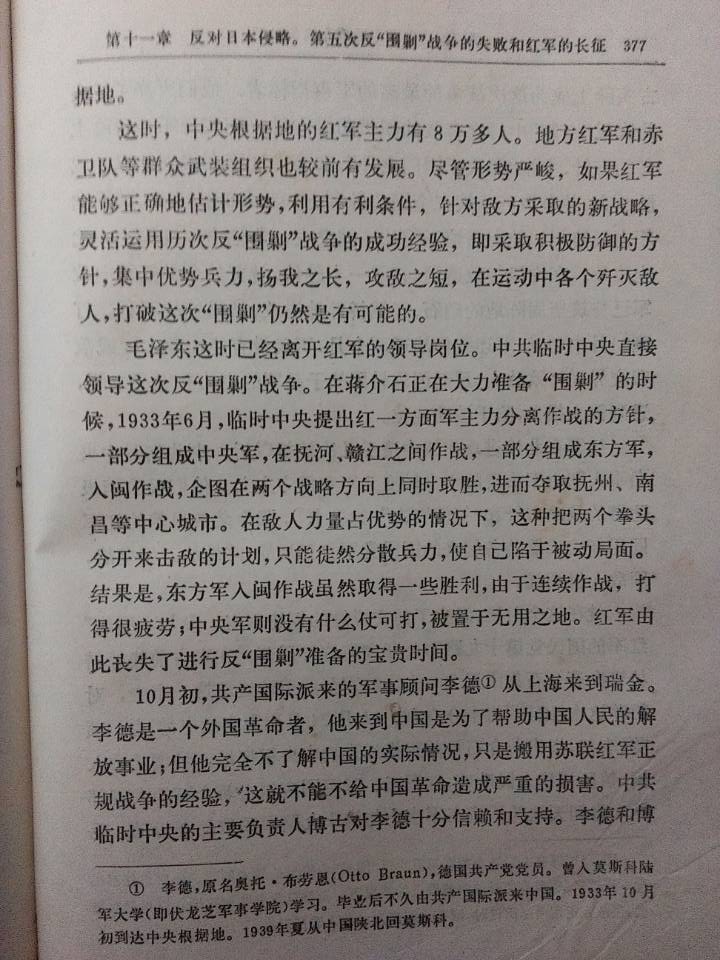 第十一章 反对日本侵略。第五次反“围剿”战争的失败和红军的长征 377
据地。
这时，中央根据地的红军主力有8万多人。地方红军和赤
卫队等群众武装组织也较前有发展。尽管形势严峻，如果红军
能够正确地估计形势，利用有利条件，针对敌方采取的新战略，
灵活运用历次反“围剿”战争的成功经验，即采取积极防御的方
针，集中优势兵力，扬我之长，攻敌之短，在运动中各个歼灭敌
人，打破这次“围剿”仍然是有可能的。
毛泽东这时已经离开红军的领导岗位。中共临时中央直接
领导这次反“围剿”战争。在蒋介石正在大力准备“围剿”的时
候，1933年6月，临时中央提出红一方面军主力分离作战的方针，
一部分组成中央军，在抚河、赣江之间作战，一部分组成东方军，
入闽作战，企图在两个战略方向上同时取胜，进而夺取抚州、南
昌等中心城市。在敌人力量占优势的情况下，这种把两个拳头
分开来击敌的计划，只能徒然分散兵力，使自己陷于被动局面。
结果是，东方军入闽作战虽然取得一些胜利，由于连续作战，打
得很疲劳；中央军则没有什么仗可打，被置于无用之地。红军由
此丧失了进行反“围剿”准备的宝贵时间。
10月初，共产国际派来的军事顾问李德①从上海来到瑞金。
李德是一个外国革命者，他来到中国是为了帮助中国人民的解
放事业；但他完全不了解中国的实际情况，只是搬用苏联红军正
规战争的经验，这就不能不给中国革命造成严重的损害。中共
临时中央的主要负责人博古对李德十分信赖和支持。李德和博
① 李德，原名奥托·布劳恩(Otto Braun)，德国共产党党员。曾入莫斯科陆
军大学(即伏龙芝军事学院)学习。毕业后不久由共产国际派来中国。1933年10月
初到达中央根据地。1939年夏从中国陕北回莫斯科。